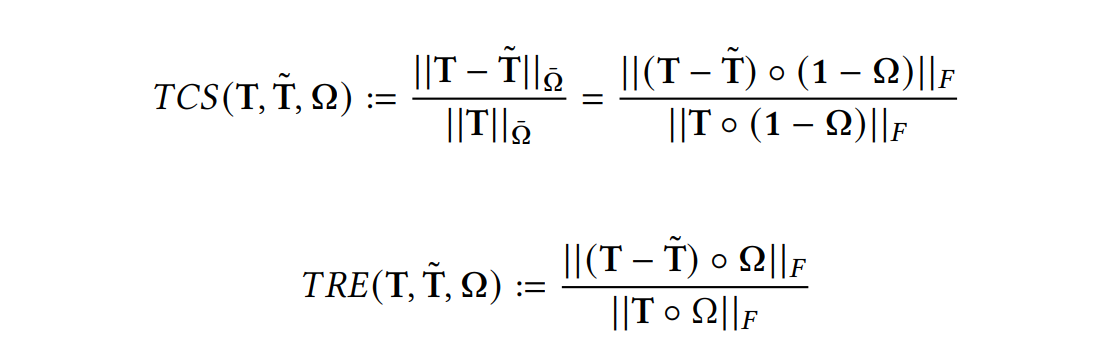 TCS(T, T̃, Ω) := ||T − T̃||_Ω̄ / ||T||_Ω̄ = ||(T − T̃) ∘ (1 − Ω)||_F / ||T ∘ (1 − Ω)||_F
TRE(T, T̃, Ω) := ||(T − T̃) ∘ Ω||_F / ||T ∘ Ω||_F